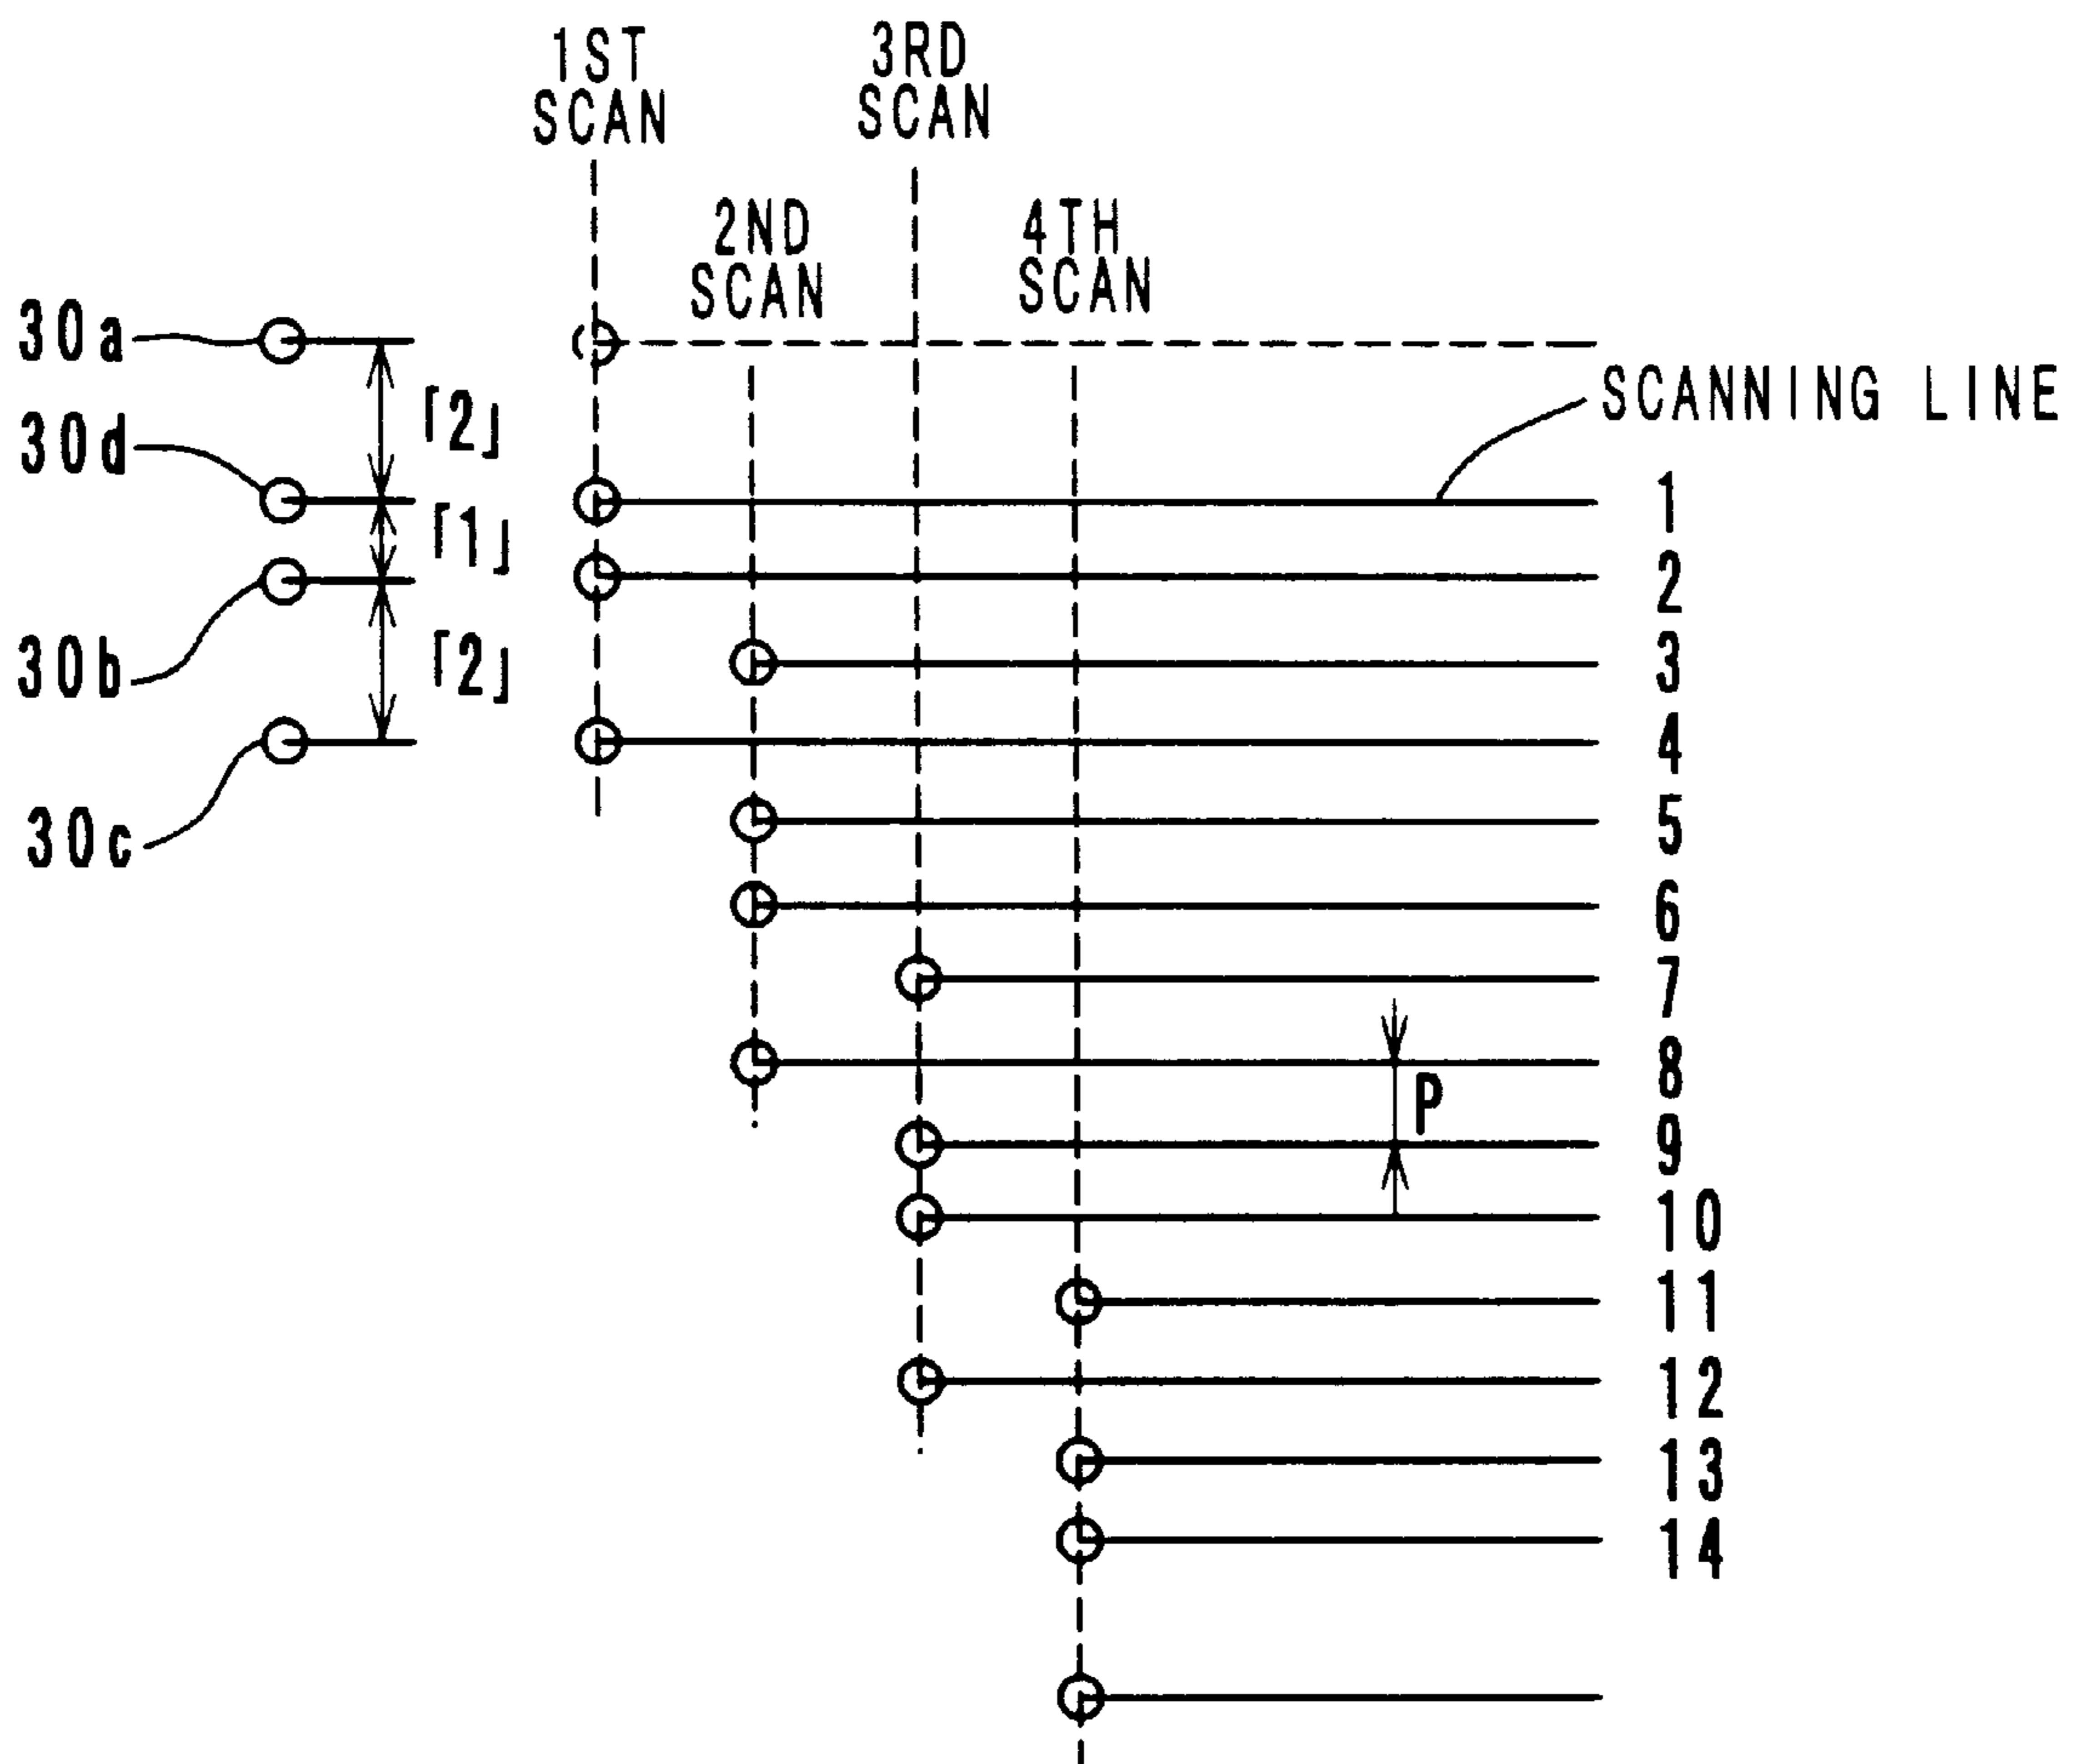 1ST
SCAN
3RD
SCAN
2ND
SCAN
4TH
SCAN
30a
「2」
SCANNING LINE
30d
「1」
1
2
30b
「2」
3
4
30c
5
6
7
8
P
9
10
11
12
13
14